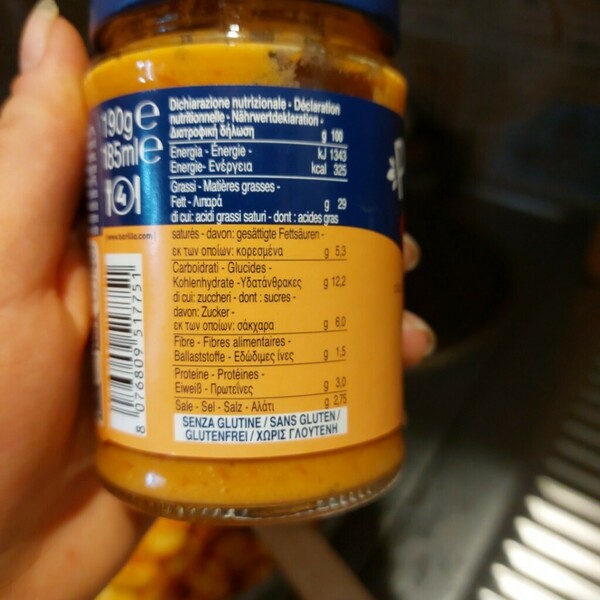 190g e
185ml e
4
www.barilla.com
8 076809 517751
Dichiarazione nutrizionale - Déclaration
nutritionnelle - Nährwertdeklaration -
Διατροφική δήλωση g 100
Energia - Énergie - kJ 1343
Energie- Ενέργεια kcal 325
Grassi - Matières grasses -
Fett - Λιπαρά g 29
di cui: acidi grassi saturi - dont : acides gras
saturés - davon: gesättigte Fettsäuren -
εκ των οποίων: κορεσμένα g 5,3
Carboidrati - Glucides -
Kohlenhydrate -Υδατάνθρακες g 12,2
di cui: zuccheri - dont : sucres -
davon: Zucker -
εκ των οποίων: σάκχαρα g 6,0
Fibre - Fibres alimentaires -
Ballaststoffe - Εδώδιμες ίνες g 1,5
Proteine - Protéines -
Eiweiß - Πρωτεΐνες g 3,0
Sale - Sel - Salz - Αλάτι g 2,75
SENZA GLUTINE / SANS GLUTEN /
GLUTENFREI / ΧΩΡΙΣ ΓΛΟΥΤΕΝΗ